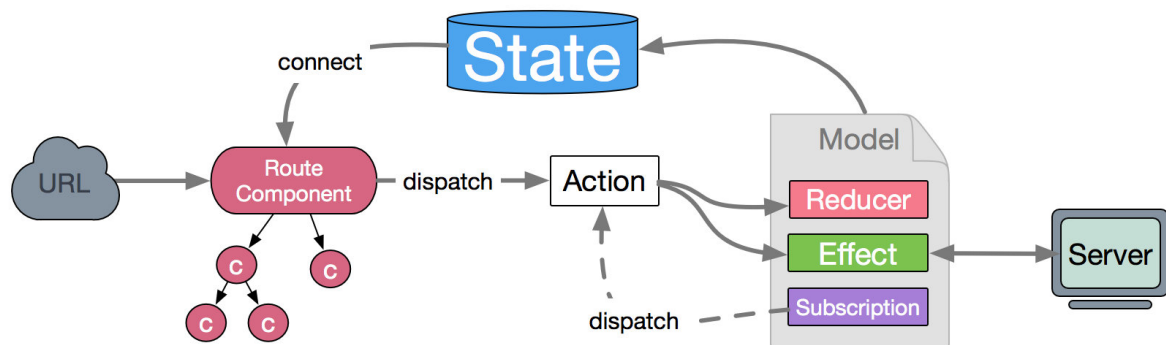 State
connect
Model
URL
Route
Component
dispatch
Action
Reducer
Effect
Server
Subscription
dispatch
C
C
C
C